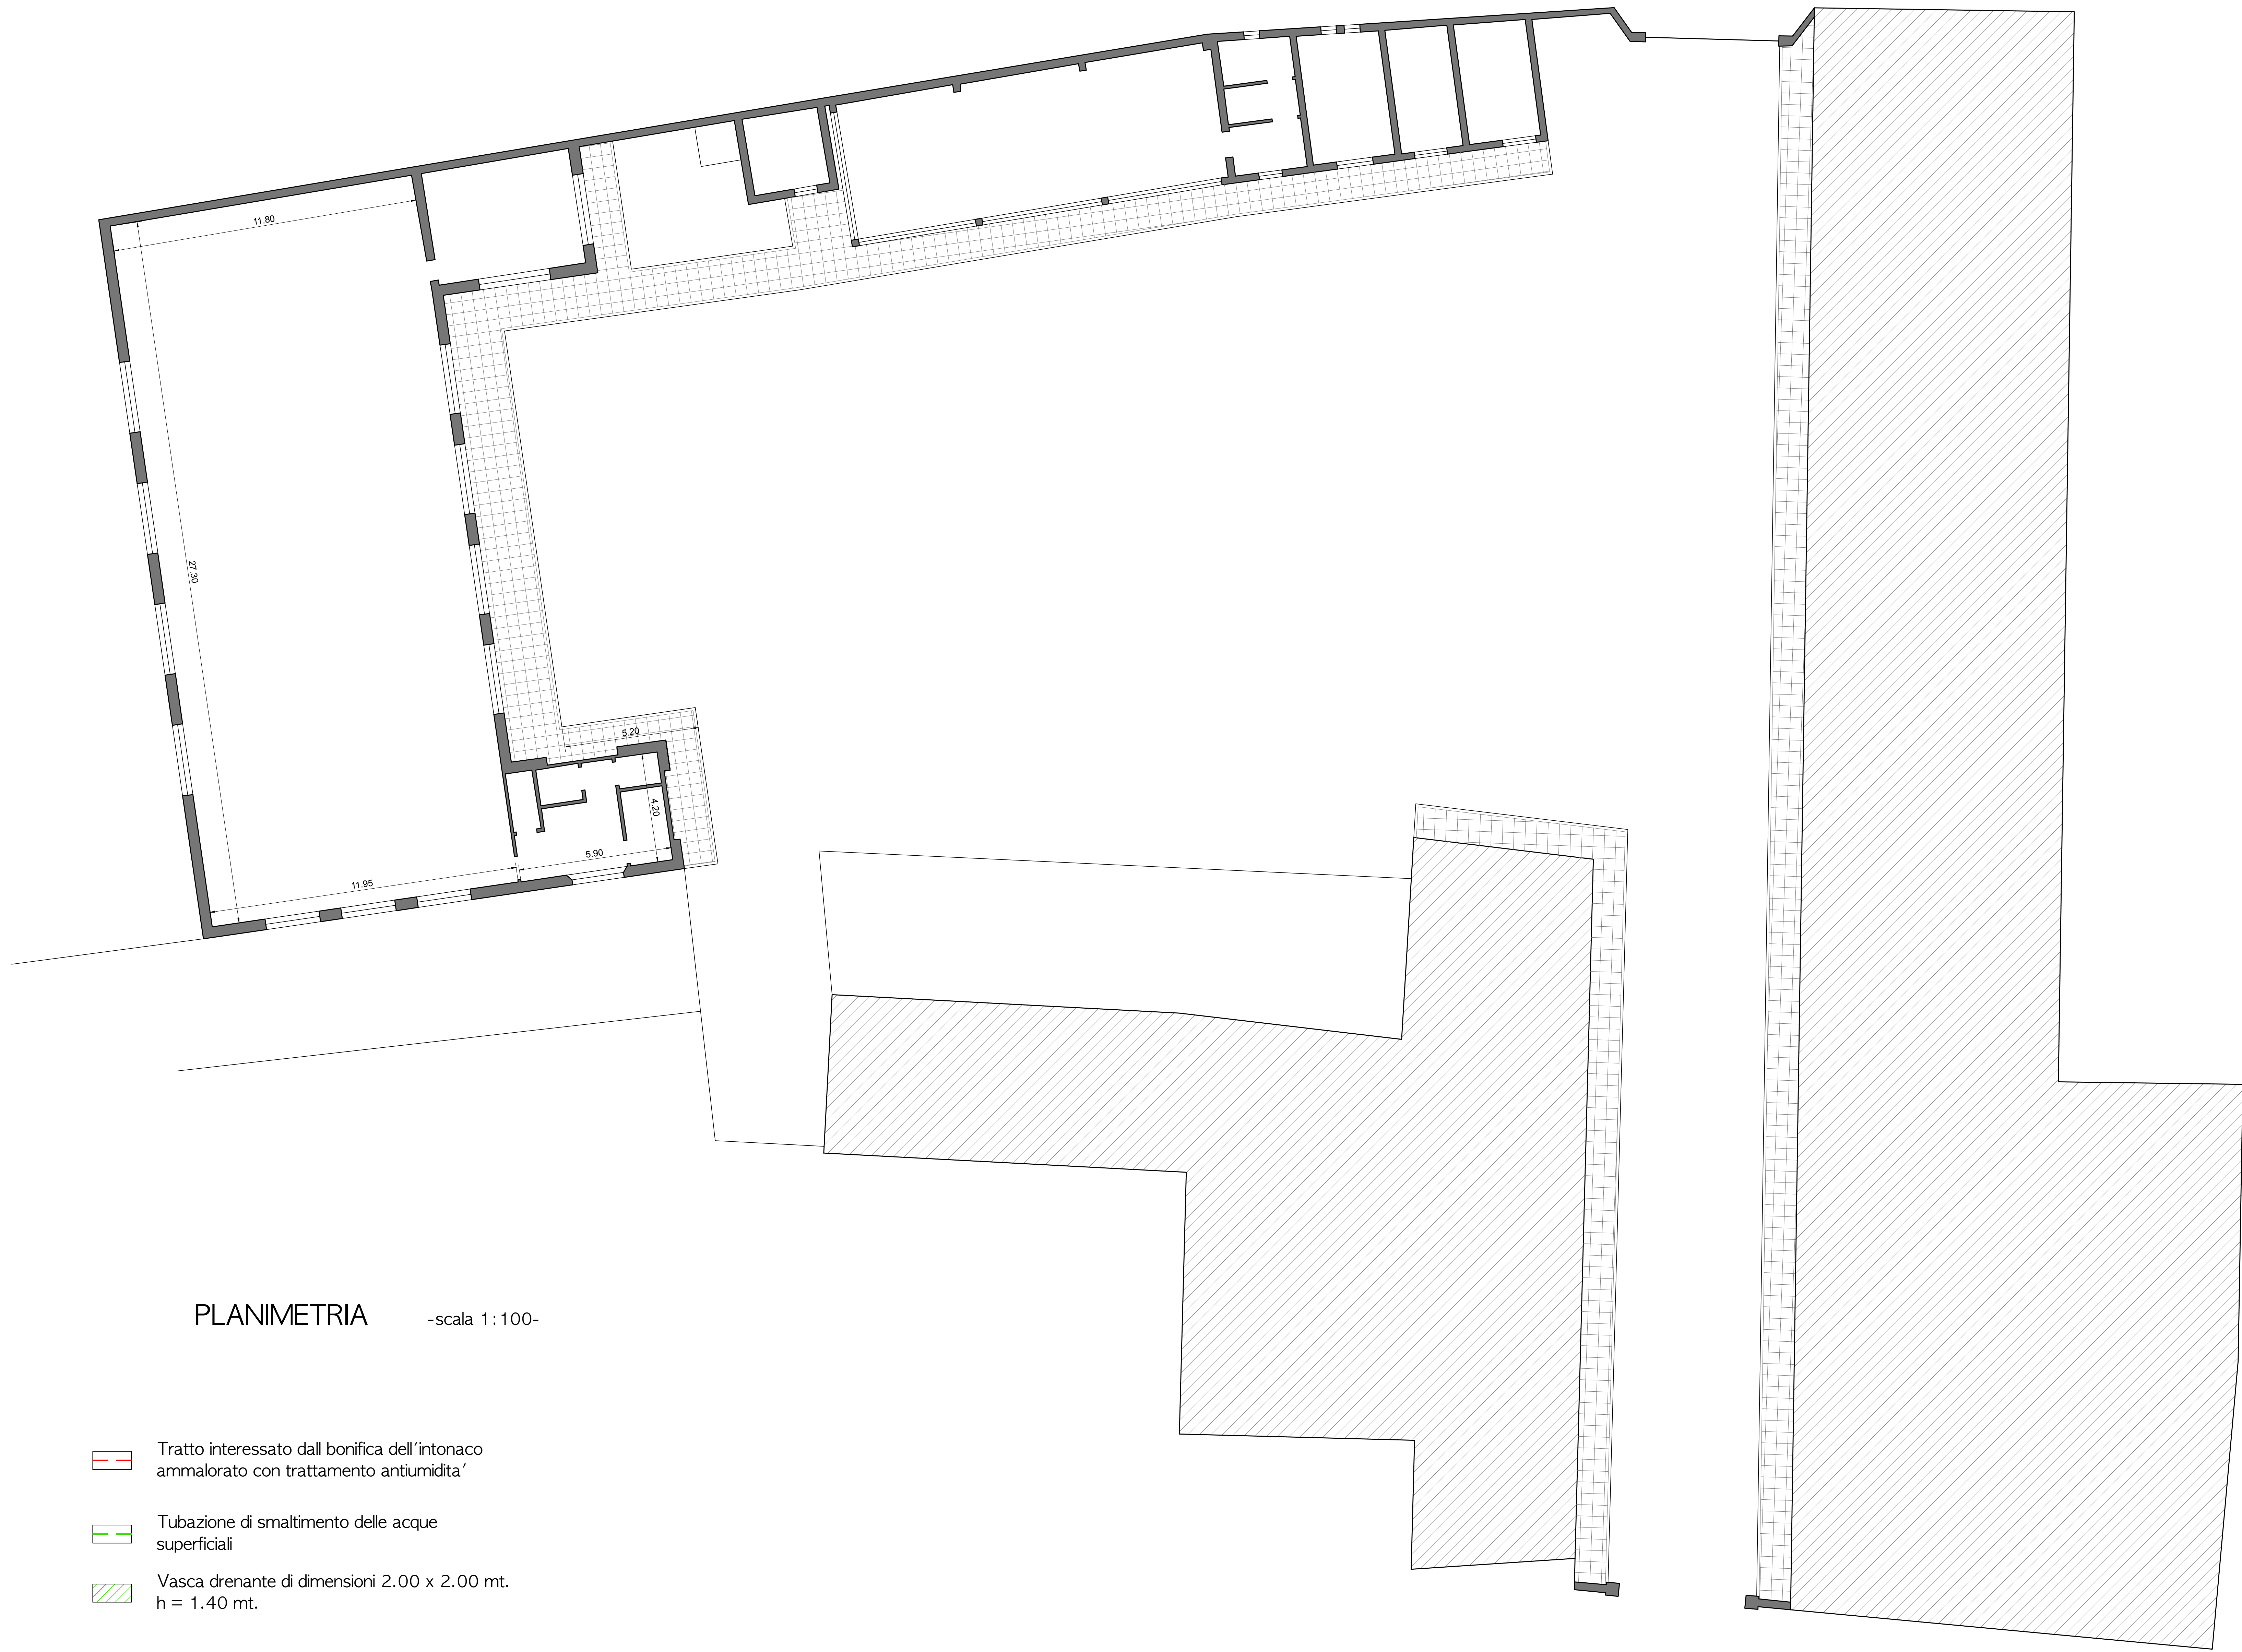 11.80
27.30
5.20
4.20
5.90
11.95
PLANIMETRIA -scala 1:100-
Tratto interessato dall bonifica dell'intonaco
ammalorato con trattamento antiumidita'
Tubazione di smaltimento delle acque
superficiali
Vasca drenante di dimensioni 2.00 x 2.00 mt.
h = 1.40 mt.